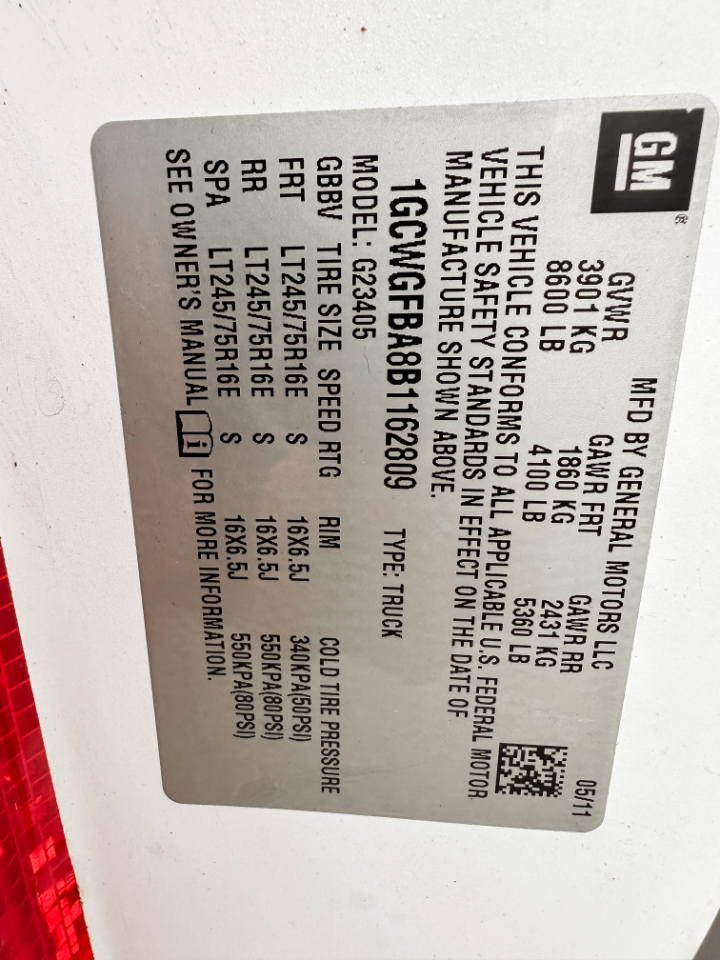 GM®
MFD BY GENERAL MOTORS LLC 05/11
GVWR GAWR FRT GAWR RR
3901 KG 1860 KG 2431 KG
8600 LB 4100 LB 5360 LB
THIS VEHICLE CONFORMS TO ALL APPLICABLE U.S. FEDERAL MOTOR
VEHICLE SAFETY STANDARDS IN EFFECT ON THE DATE OF
MANUFACTURE SHOWN ABOVE.
1GCWGFBA8B1162809 TYPE: TRUCK
MODEL: G23405
GBBV TIRE SIZE SPEED RTG RIM COLD TIRE PRESSURE
FRT LT245/75R16E S 16X6.5J 340KPA(50PSI)
RR LT245/75R16E S 16X6.5J 550KPA(80PSI)
SPA LT245/75R16E S 16X6.5J 550KPA(80PSI)
SEE OWNER'S MANUAL i FOR MORE INFORMATION.